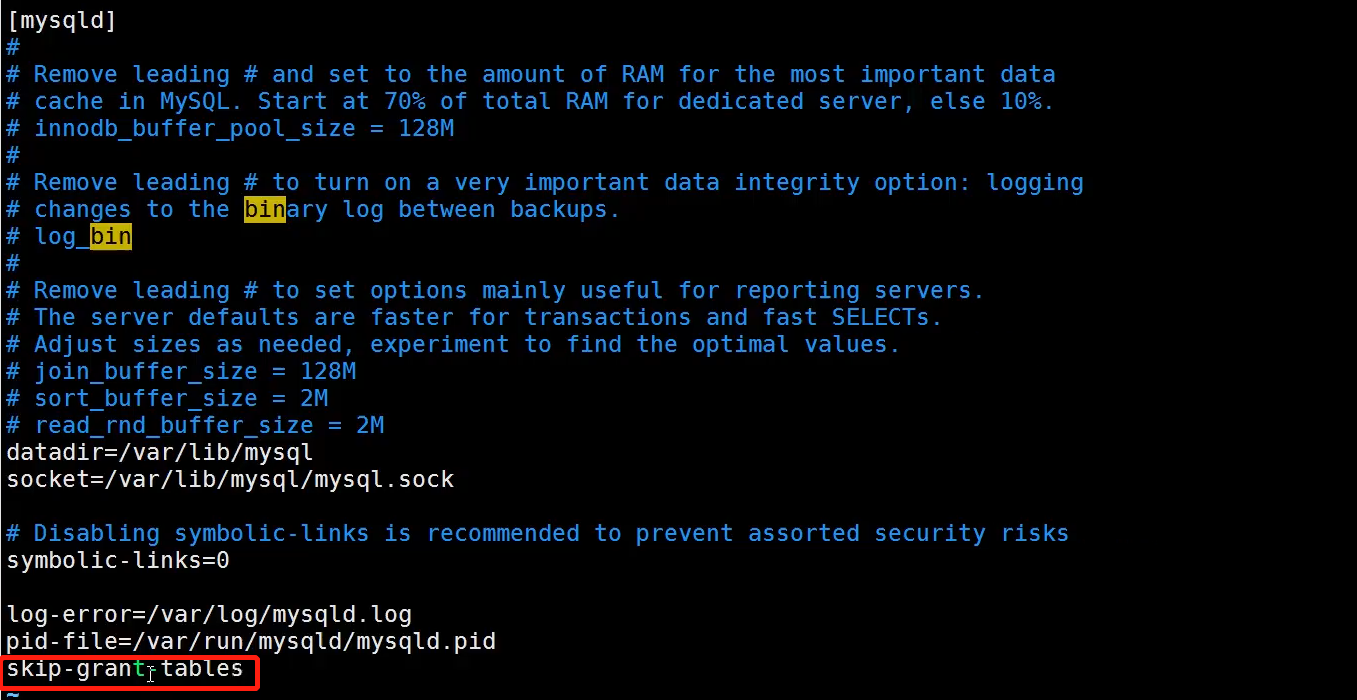 [mysqld]
#
# Remove leading # and set to the amount of RAM for the most important data
# cache in MySQL. Start at 70% of total RAM for dedicated server, else 10%.
# innodb_buffer_pool_size = 128M
#
# Remove leading # to turn on a very important data integrity option: logging
# changes to the binary log between backups.
# log_bin
#
# Remove leading # to set options mainly useful for reporting servers.
# The server defaults are faster for transactions and fast SELECTs.
# Adjust sizes as needed, experiment to find the optimal values.
# join_buffer_size = 128M
# sort_buffer_size = 2M
# read_rnd_buffer_size = 2M
datadir=/var/lib/mysql
socket=/var/lib/mysql/mysql.sock
# Disabling symbolic-links is recommended to prevent assorted security risks
symbolic-links=0
log-error=/var/log/mysqld.log
pid-file=/var/run/mysqld/mysqld.pid
skip-grant-tables
~